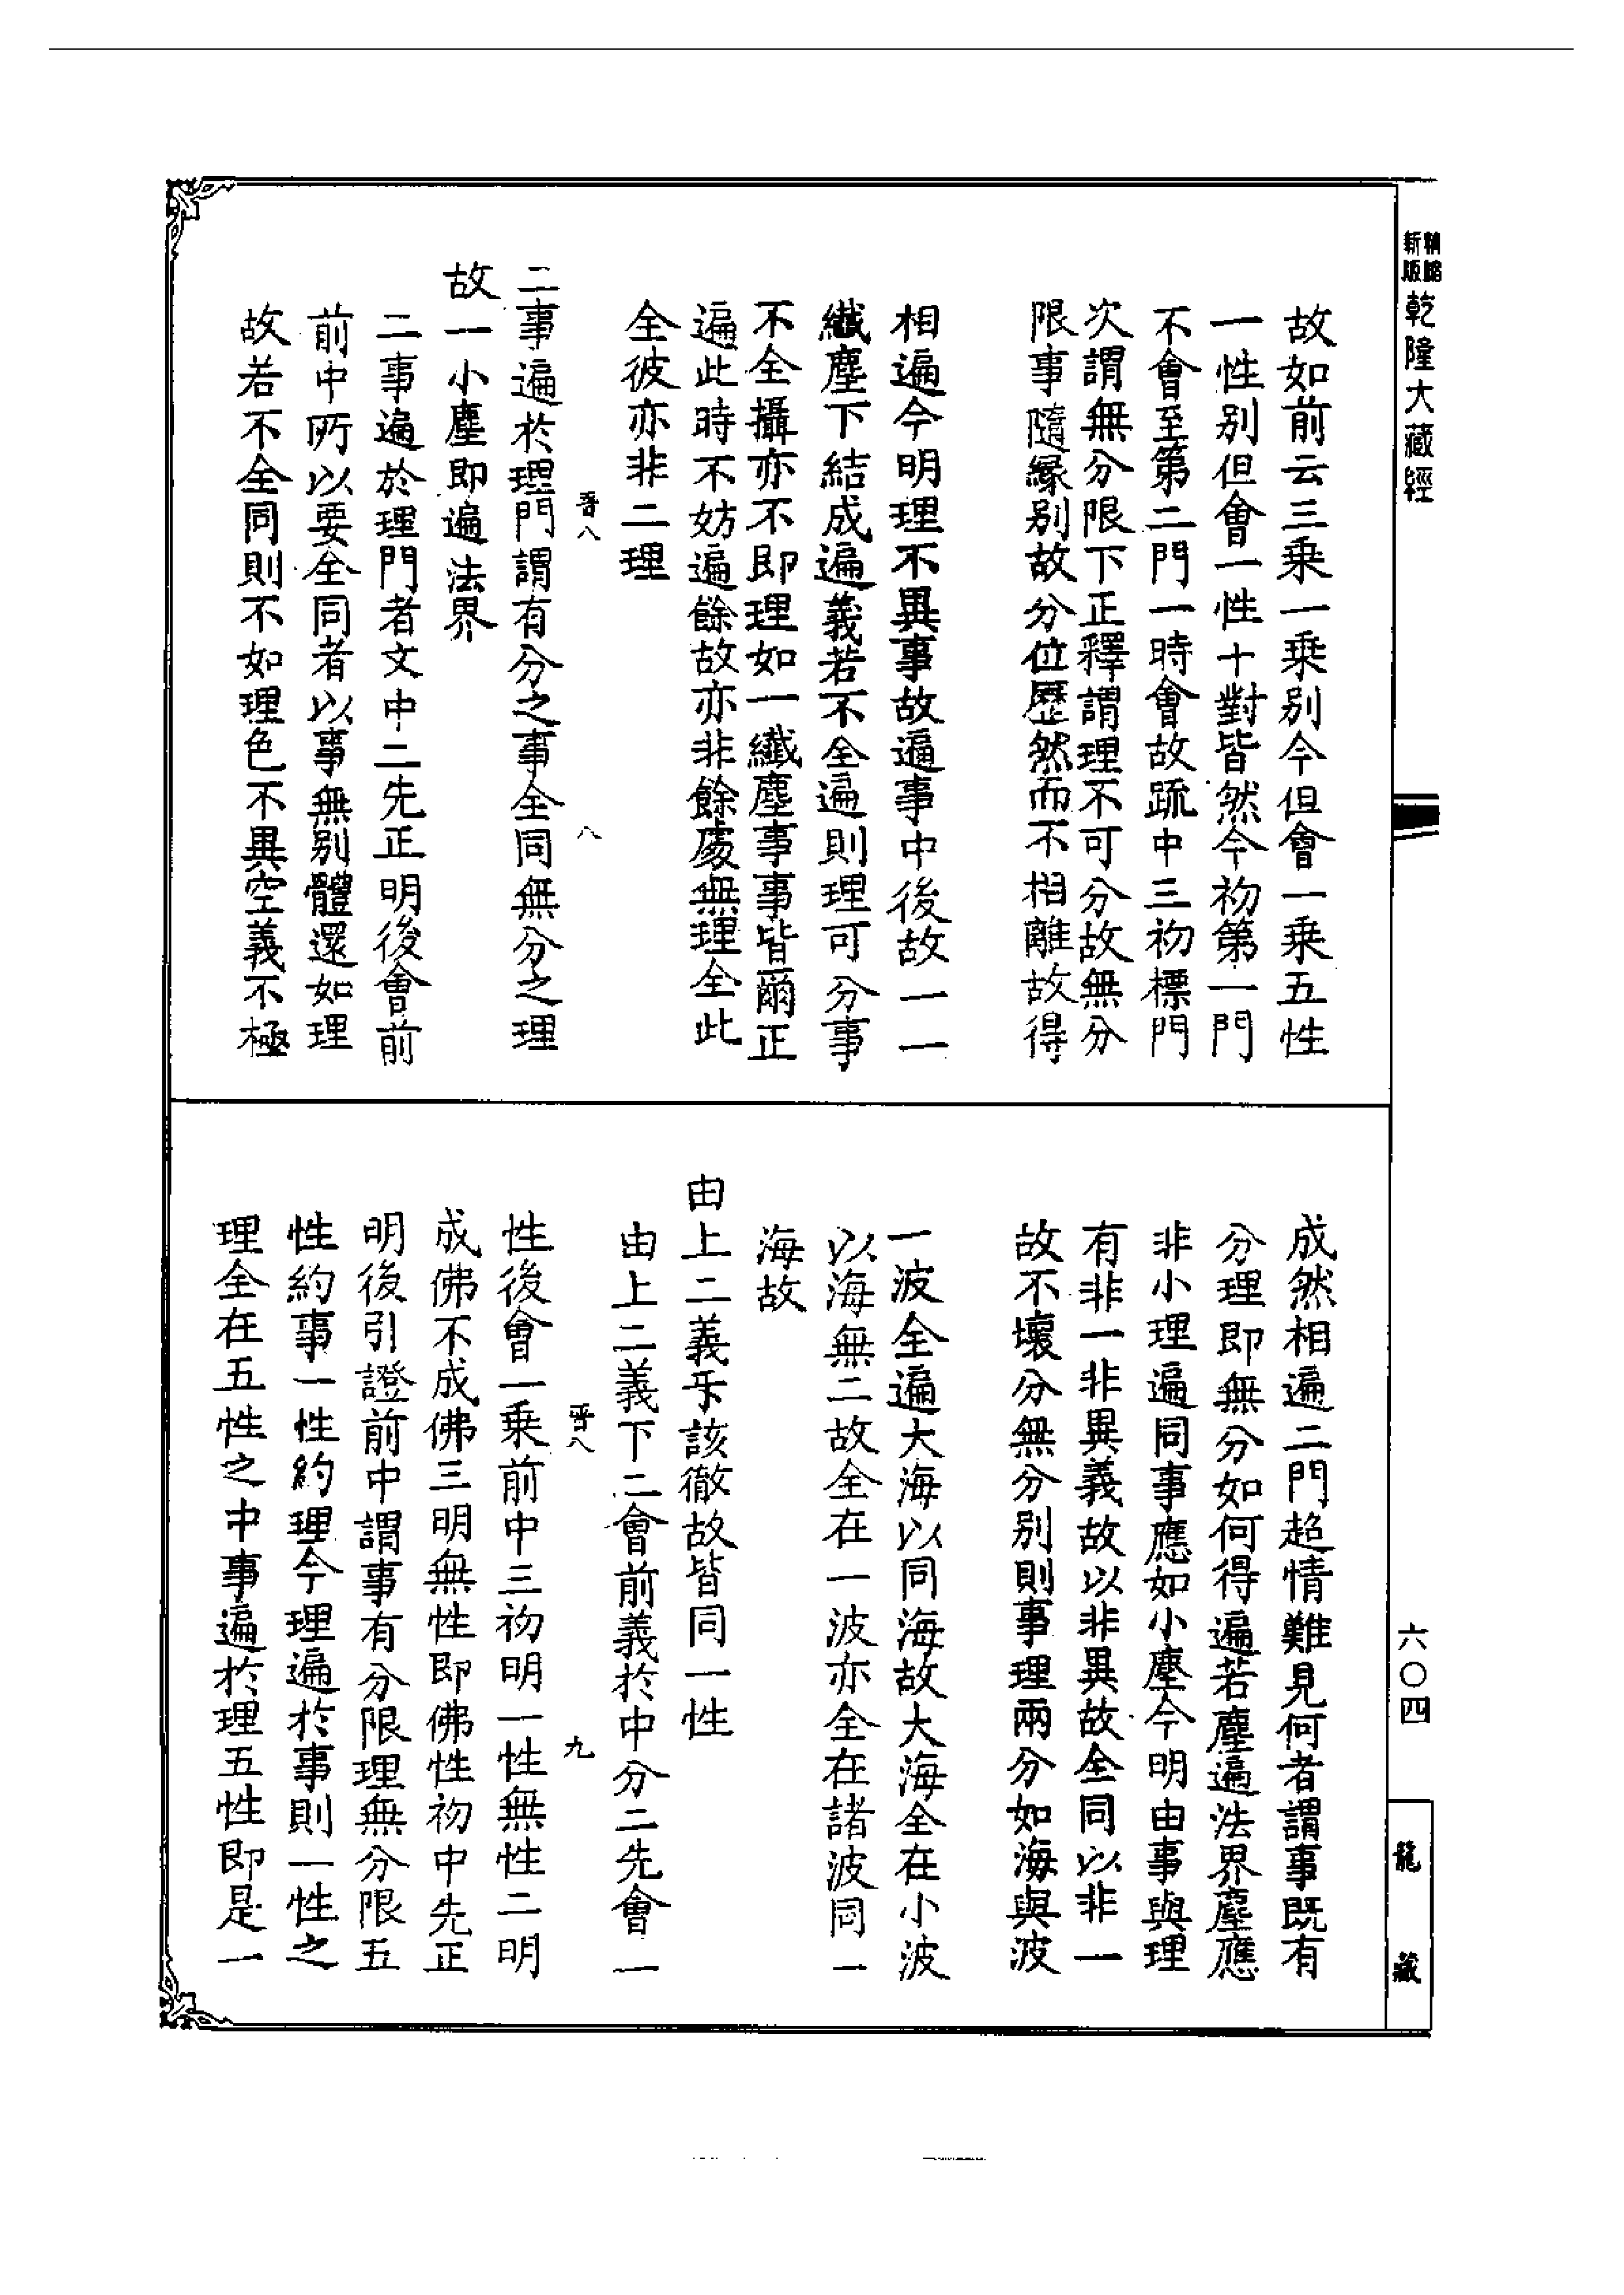 精縮
新版
乾隆大藏經
故如前云三乗一乗別今但會一乗五性
一性別但會一性十對皆然今初第一門
不會至第二門一時會故䟽中三初標門
次謂無分限下正釋謂理不可分故無分
限事隨緣別故分位歷然而不相離故得
相遍今明理不異事故遍事中後故一一
纖塵下結成遍義若不全遍則理可分事
不全攝亦不即理如一纖塵事事皆爾正
遍此時不妨遍餘故亦非餘處無理全此
全彼亦非二理
晋八
八
二事遍於理門謂有分之事全同無分之理
故一小塵即遍法界
二事遍於理門者文中二先正明後會前
前中所以要全同者以事無別體還如理
故若不全同則不如理色不異空義不極
成然相遍二門超情難見何者謂事既有
分理即無分如何得遍若塵遍法界塵應
非小理遍同事應如小塵今明由事與理
有非一非異義故以非異故全同以非一
故不壞分無分別則事理兩分如海與波
一波全遍大海以同海故大海全在小波
以海無二故全在一波亦全在諸波同一
海故
由上二義㸦該徹故皆同一性
由上二義下二會前義於中分二先會一
晋八
九
性後會一乗前中三初明一性無性二明
成佛不成佛三明無性即佛性初中先正
明後引證前中謂事有分限理無分限五
性約事一性約理今理遍於事則一性之
理全在五性之中事遍於理五性即是一
六〇四
龍藏